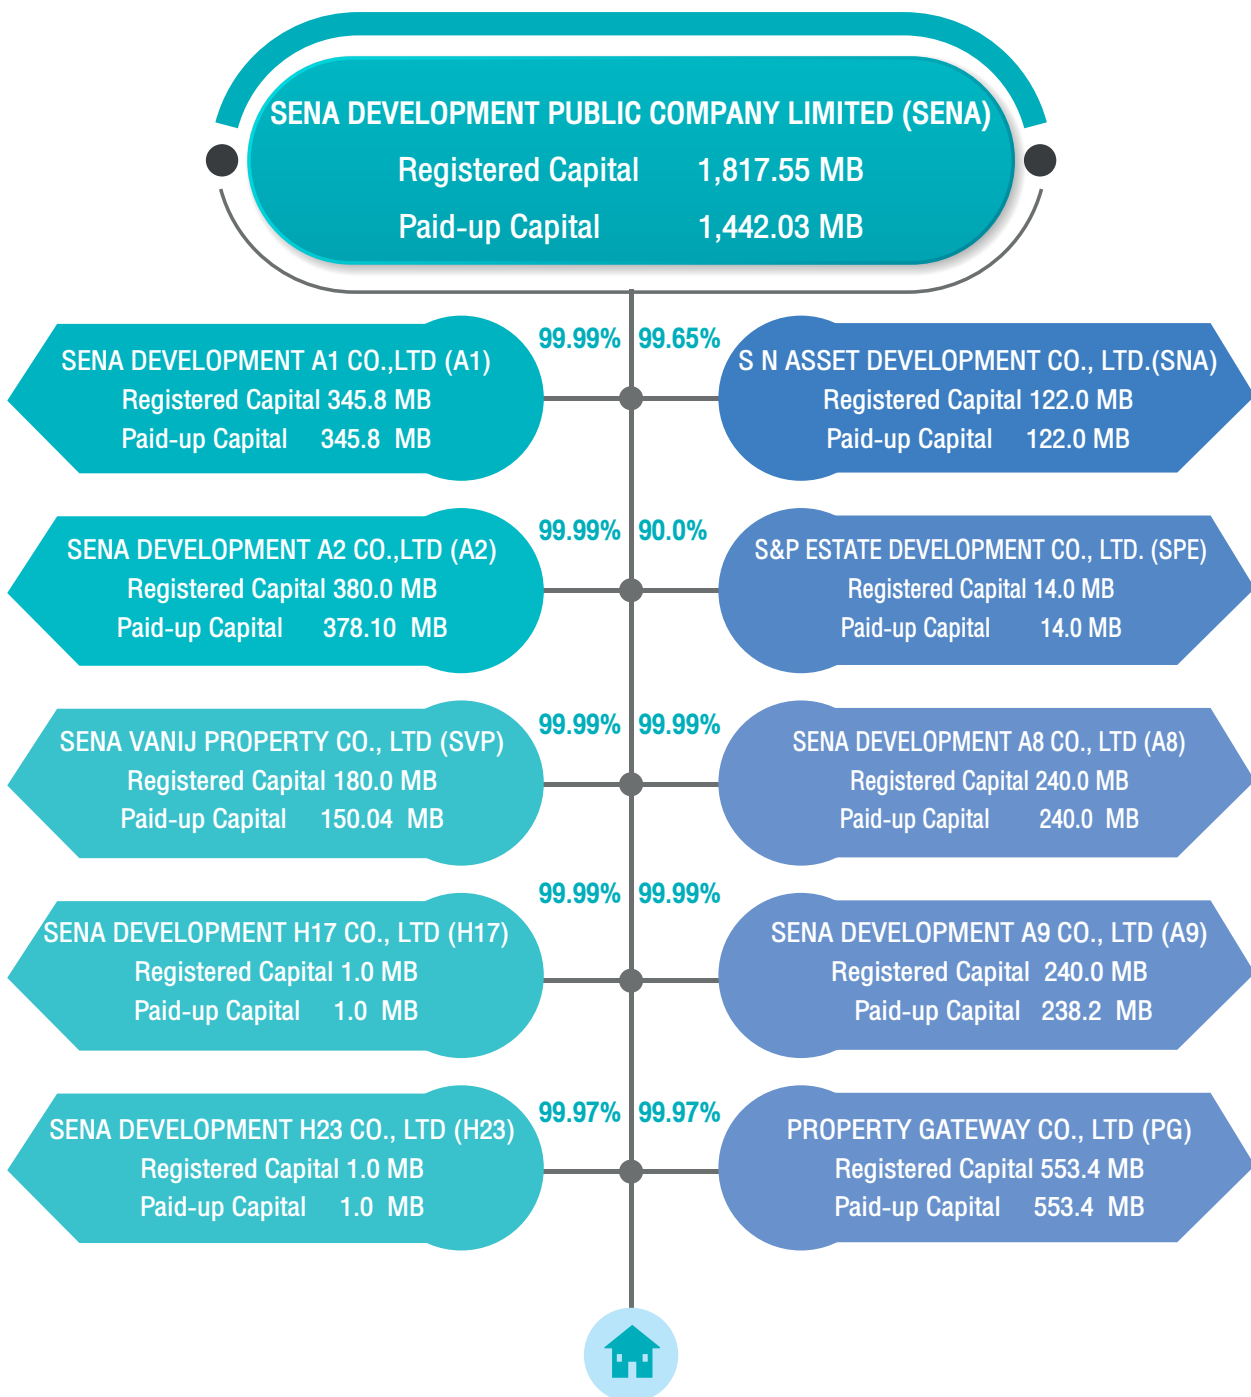 SENA DEVELOPMENT PUBLIC COMPANY LIMITED (SENA)
Registered Capital 1,817.55 MB
Paid-up Capital 1,442.03 MB
99.99% 99.65%
SENA DEVELOPMENT A1 CO.,LTD (A1)
Registered Capital 345.8 MB
Paid-up Capital 345.8 MB
S N ASSET DEVELOPMENT CO., LTD.(SNA)
Registered Capital 122.0 MB
Paid-up Capital 122.0 MB
99.99% 90.0%
SENA DEVELOPMENT A2 CO.,LTD (A2)
Registered Capital 380.0 MB
Paid-up Capital 378.10 MB
S&P ESTATE DEVELOPMENT CO., LTD. (SPE)
Registered Capital 14.0 MB
Paid-up Capital 14.0 MB
99.99% 99.99%
SENA VANIJ PROPERTY CO., LTD (SVP)
Registered Capital 180.0 MB
Paid-up Capital 150.04 MB
SENA DEVELOPMENT A8 CO., LTD (A8)
Registered Capital 240.0 MB
Paid-up Capital 240.0 MB
99.99% 99.99%
SENA DEVELOPMENT H17 CO., LTD (H17)
Registered Capital 1.0 MB
Paid-up Capital 1.0 MB
SENA DEVELOPMENT A9 CO., LTD (A9)
Registered Capital 240.0 MB
Paid-up Capital 238.2 MB
99.97% 99.97%
SENA DEVELOPMENT H23 CO., LTD (H23)
Registered Capital 1.0 MB
Paid-up Capital 1.0 MB
PROPERTY GATEWAY CO., LTD (PG)
Registered Capital 553.4 MB
Paid-up Capital 553.4 MB